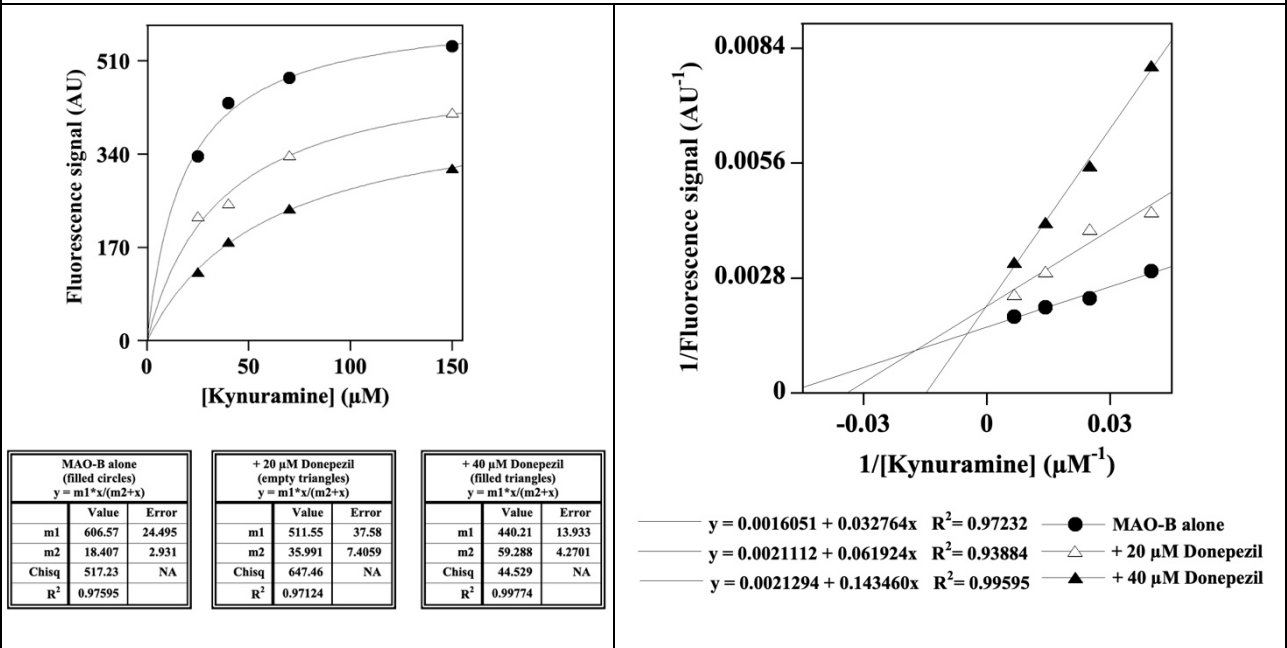 510
340
170
0
Fluorescence signal (AU)
0 50 100 150
[Kynuramine] (µM)
MAO-B alone
(filled circles)
y = m1*x/(m2+x)
Value Error
m1 606.57 24.495
m2 18.407 2.931
Chisq 517.23 NA
R² 0.97595
+ 20 µM Donepezil
(empty triangles)
y = m1*x/(m2+x)
Value Error
m1 511.55 37.58
m2 35.991 7.4059
Chisq 647.46 NA
R² 0.97124
+ 40 µM Donepezil
(filled triangles)
y = m1*x/(m2+x)
Value Error
m1 440.21 13.933
m2 59.288 4.2701
Chisq 44.529 NA
R² 0.99774
0.0084
0.0056
0.0028
0
1/Fluorescence signal (AU⁻¹)
-0.03 0 0.03
1/[Kynuramine] (µM⁻¹)
y = 0.0016051 + 0.032764x R²= 0.97232 MAO-B alone
y = 0.0021112 + 0.061924x R²= 0.93884 + 20 µM Donepezil
y = 0.0021294 + 0.143460x R²= 0.99595 + 40 µM Donepezil